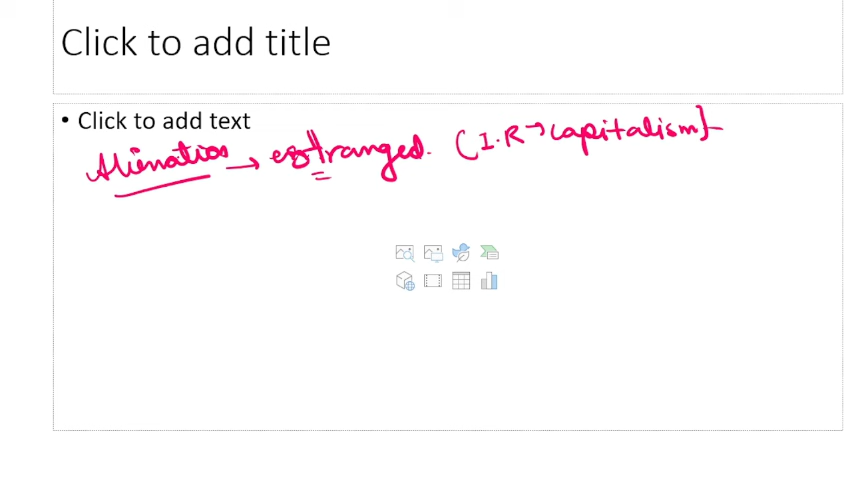 Click to add title
• Click to add text
Alienation → estranged. (I.R → capitalism)